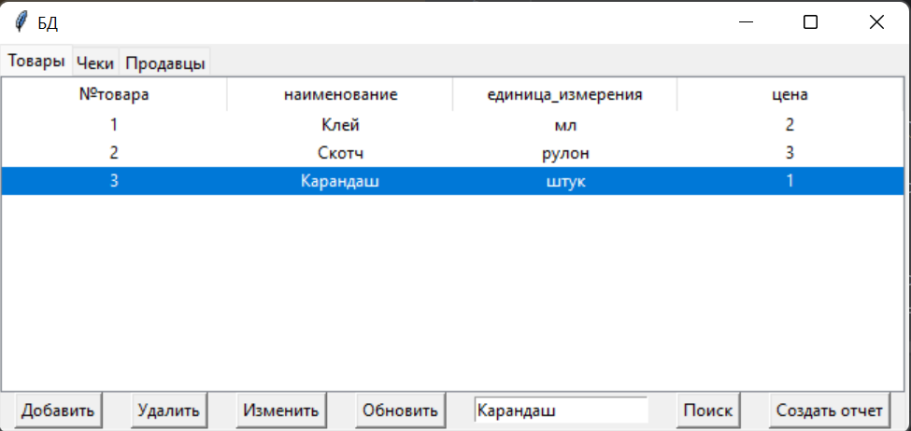 БД
Товары Чеки Продавцы
№товара наименование единица_измерения цена
1 Клей мл 2
2 Скотч рулон 3
3 Карандаш штук 1
Добавить Удалить Изменить Обновить Карандаш Поиск Создать отчет